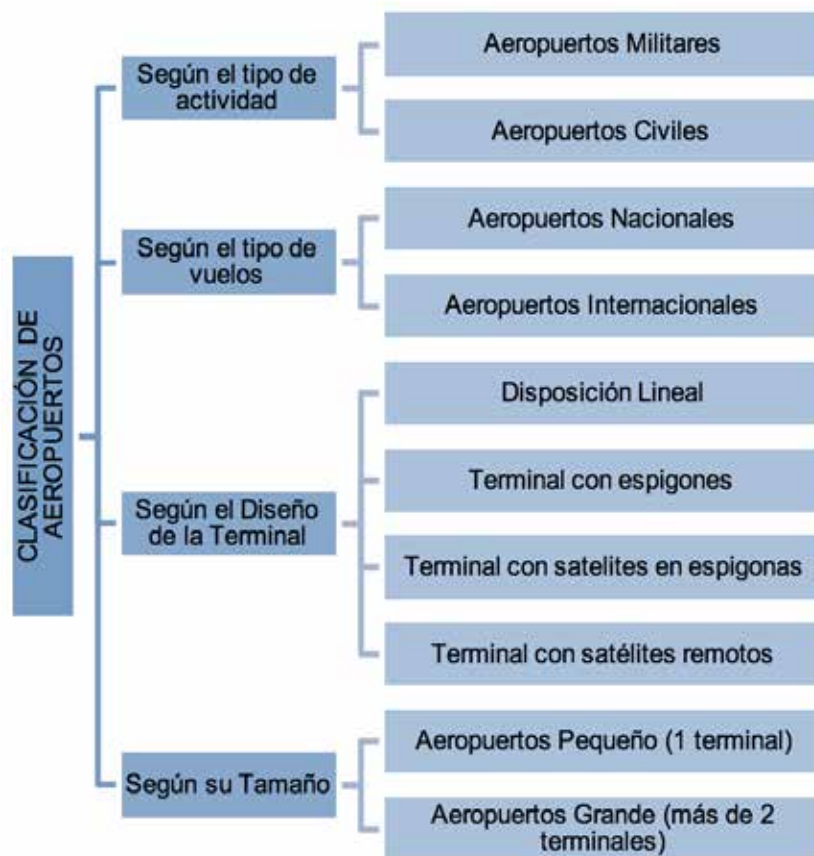 CLASIFICACIÓN DE
AEROPUERTOS
Según el tipo de
actividad
Aeropuertos Militares
Aeropuertos Civiles
Según el tipo de
vuelos
Aeropuertos Nacionales
Aeropuertos Internacionales
Según el Diseño
de la Terminal
Disposición Lineal
Terminal con espigones
Terminal con satelites en espigonas
Terminal con satélites remotos
Según su Tamaño
Aeropuertos Pequeño (1 terminal)
Aeropuertos Grande (más de 2
terminales)